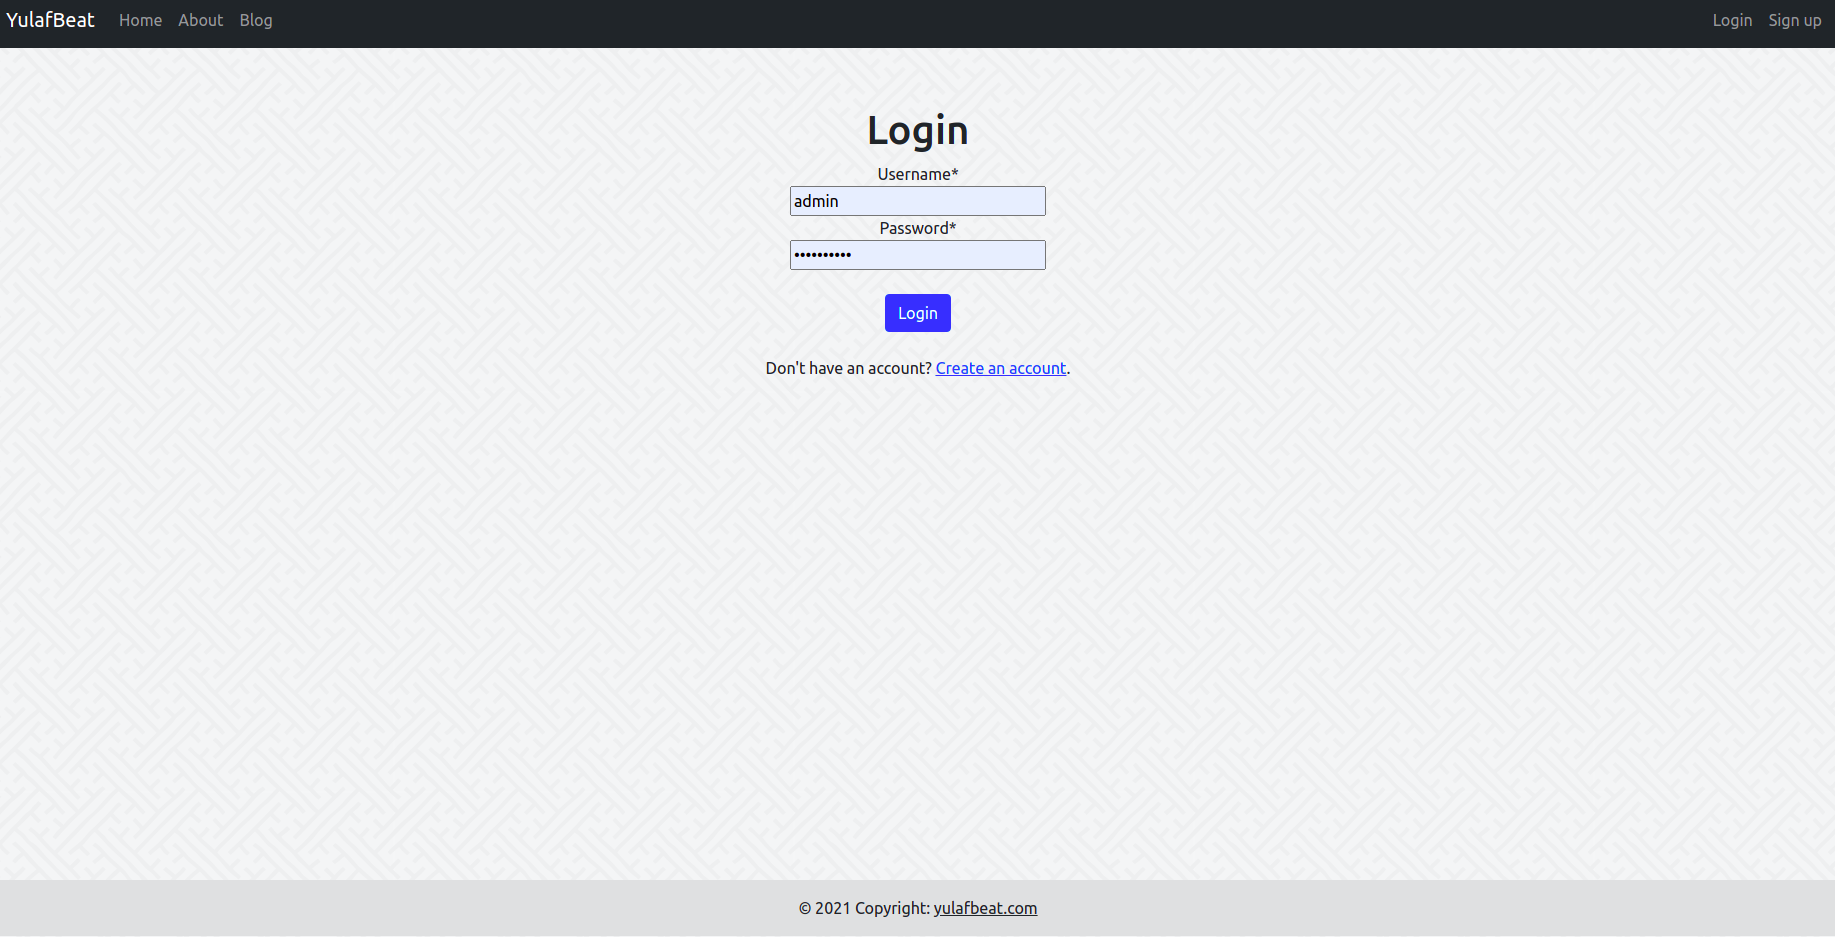 YulafBeat Home About Blog Login Sign up
Login
Username*
admin
Password*
••••••••••
Login
Don't have an account? Create an account.
© 2021 Copyright: yulafbeat.com